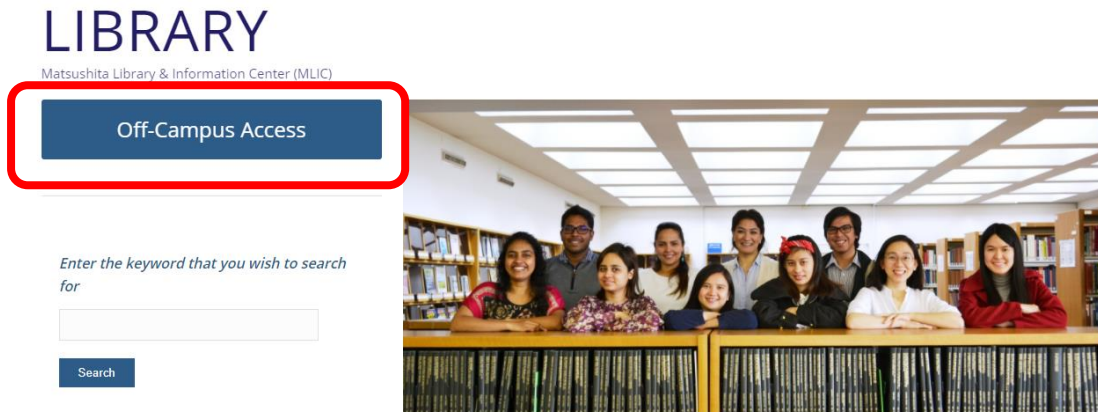 LIBRARY
Matsushita Library & Information Center (MLIC)
Off-Campus Access
Enter the keyword that you wish to search
for
Search